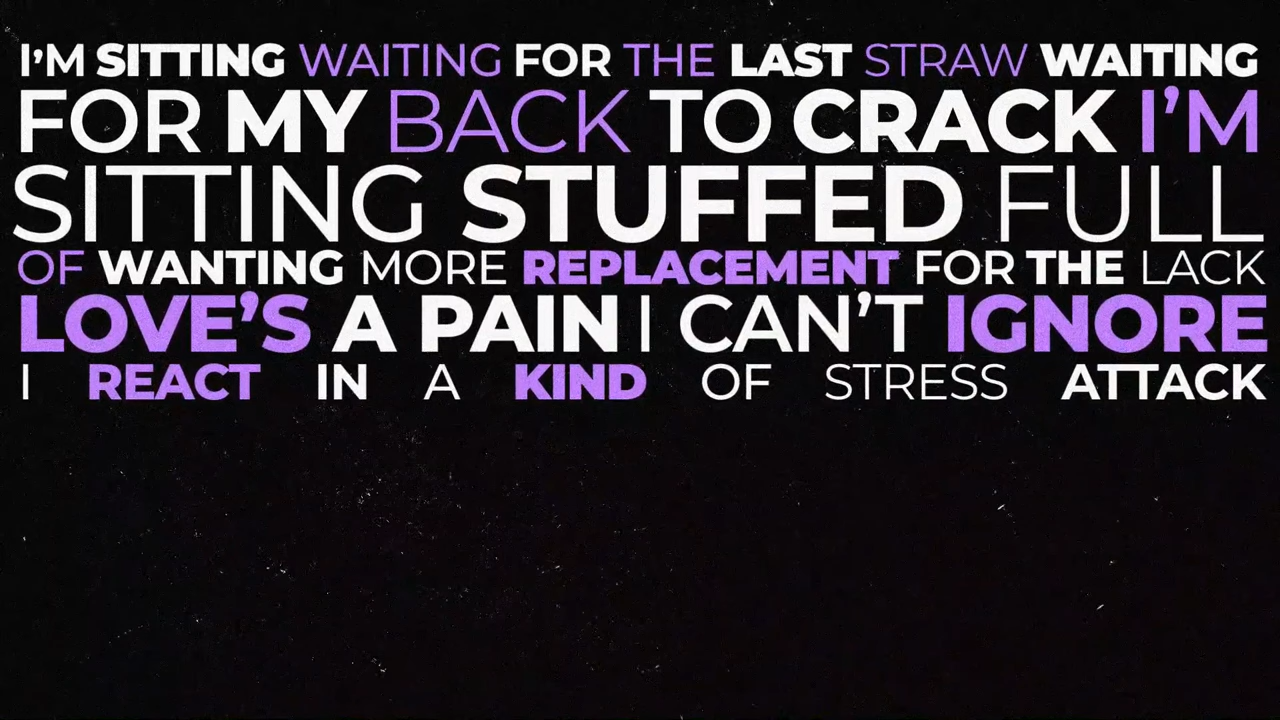 I'M SITTING WAITING FOR THE LAST STRAW WAITING
FOR MY BACK TO CRACK I'M
SITTING STUFFED FULL
OF WANTING MORE REPLACEMENT FOR THE LACK
LOVE'S A PAIN I CAN'T IGNORE
I REACT IN A KIND OF STRESS ATTACK